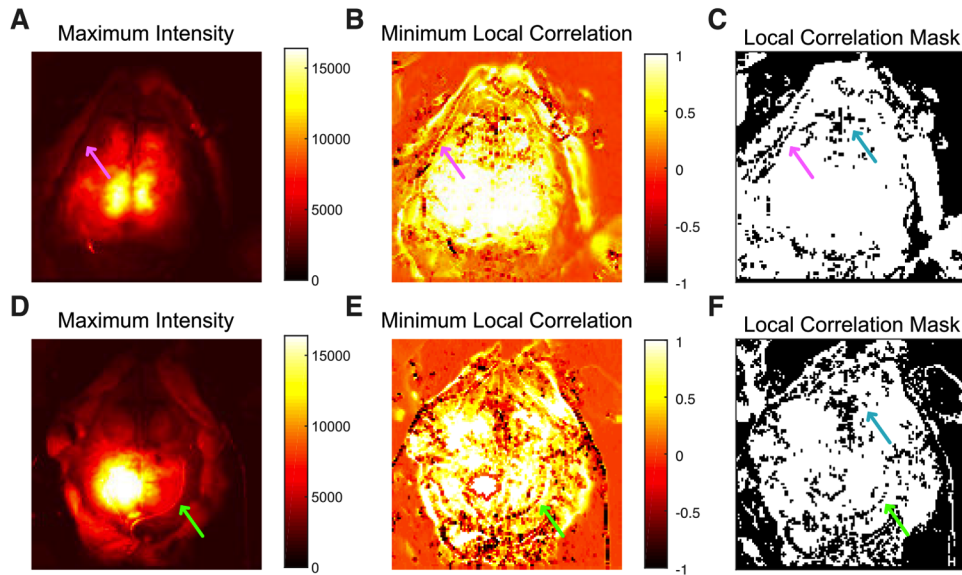 A
Maximum Intensity
15000
10000
5000
0
B
Minimum Local Correlation
1
0.5
0
-0.5
-1
C
Local Correlation Mask
D
Maximum Intensity
15000
10000
5000
0
E
Minimum Local Correlation
1
0.5
0
-0.5
-1
F
Local Correlation Mask